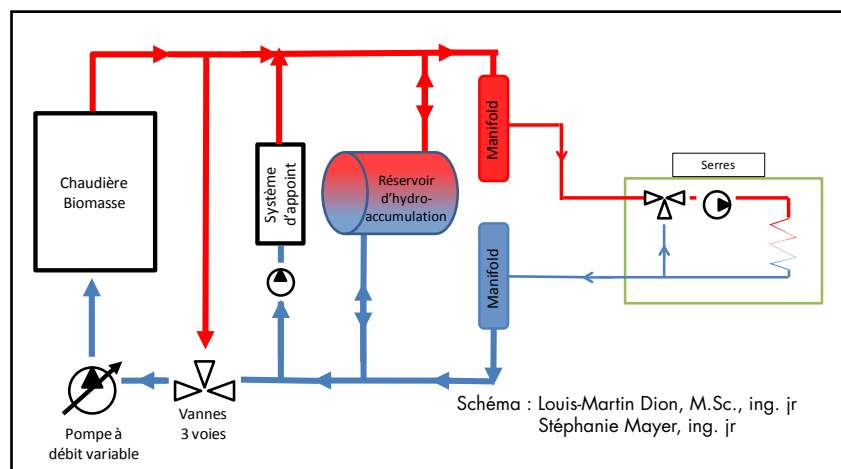 Chaudière
Biomasse
Système
d'appoint
Réservoir
d'hydro-
accumulation
Manifold
Manifold
Serres
Pompe à
débit variable
Vannes
3 voies
Schéma : Louis-Martin Dion, M.Sc., ing. jr
Stéphanie Mayer, ing. jr